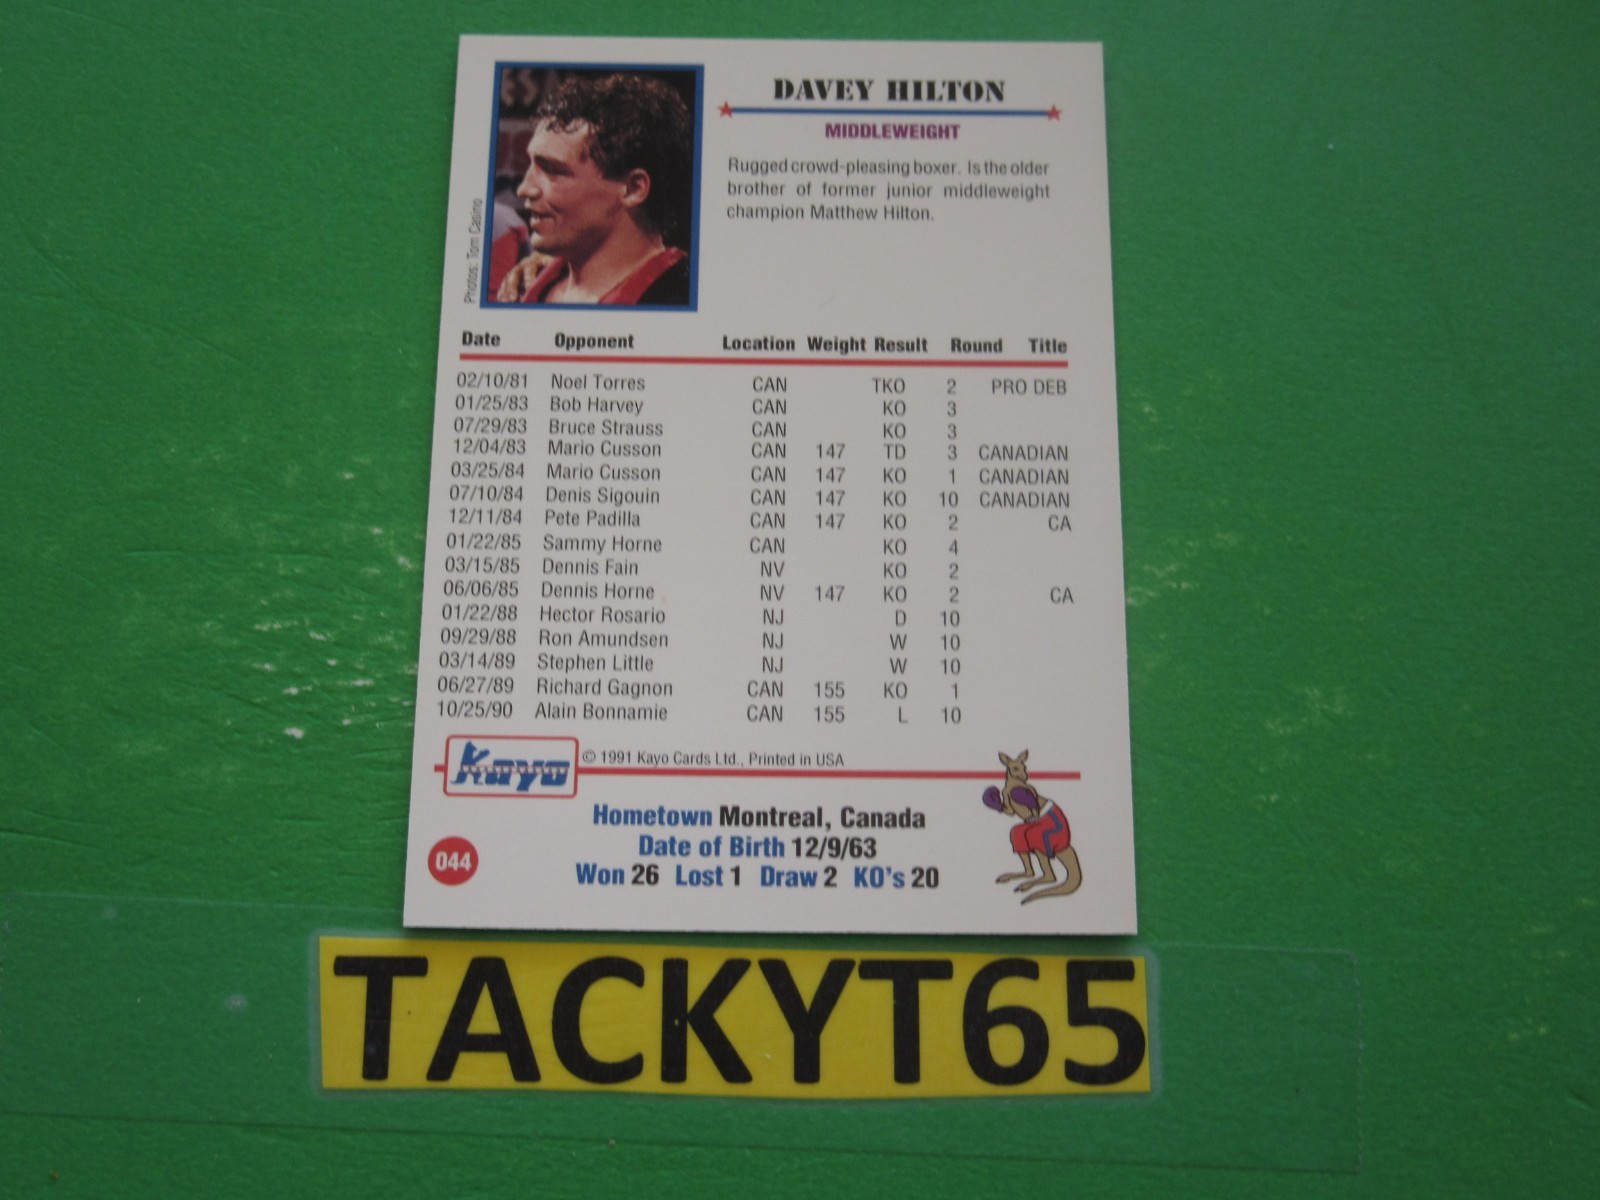 DAVEY HILTON
MIDDLEWEIGHT
Rugged crowd-pleasing boxer. Is the older
brother of former junior middleweight
champion Matthew Hilton.
Photos: Tom Casino
Date Opponent Location Weight Result Round Title
02/10/81 Noel Torres CAN TKO 2 PRO DEB
01/25/83 Bob Harvey CAN KO 3
07/29/83 Bruce Strauss CAN KO 3
12/04/83 Mario Cusson CAN 147 TD 3 CANADIAN
03/25/84 Mario Cusson CAN 147 KO 1 CANADIAN
07/10/84 Denis Sigouin CAN 147 KO 10 CANADIAN
12/11/84 Pete Padilla CAN 147 KO 2 CA
01/22/85 Sammy Horne CAN KO 4
03/15/85 Dennis Fain NV KO 2
06/06/85 Dennis Horne NV 147 KO 2 CA
01/22/88 Hector Rosario NJ D 10
09/29/88 Ron Amundsen NJ W 10
03/14/89 Stephen Little NJ W 10
06/27/89 Richard Gagnon CAN 155 KO 1
10/25/90 Alain Bonnamie CAN 155 L 10
Kayo © 1991 Kayo Cards Ltd., Printed in USA
Hometown Montreal, Canada
Date of Birth 12/9/63
044
Won 26 Lost 1 Draw 2 KO's 20
TACKYT65